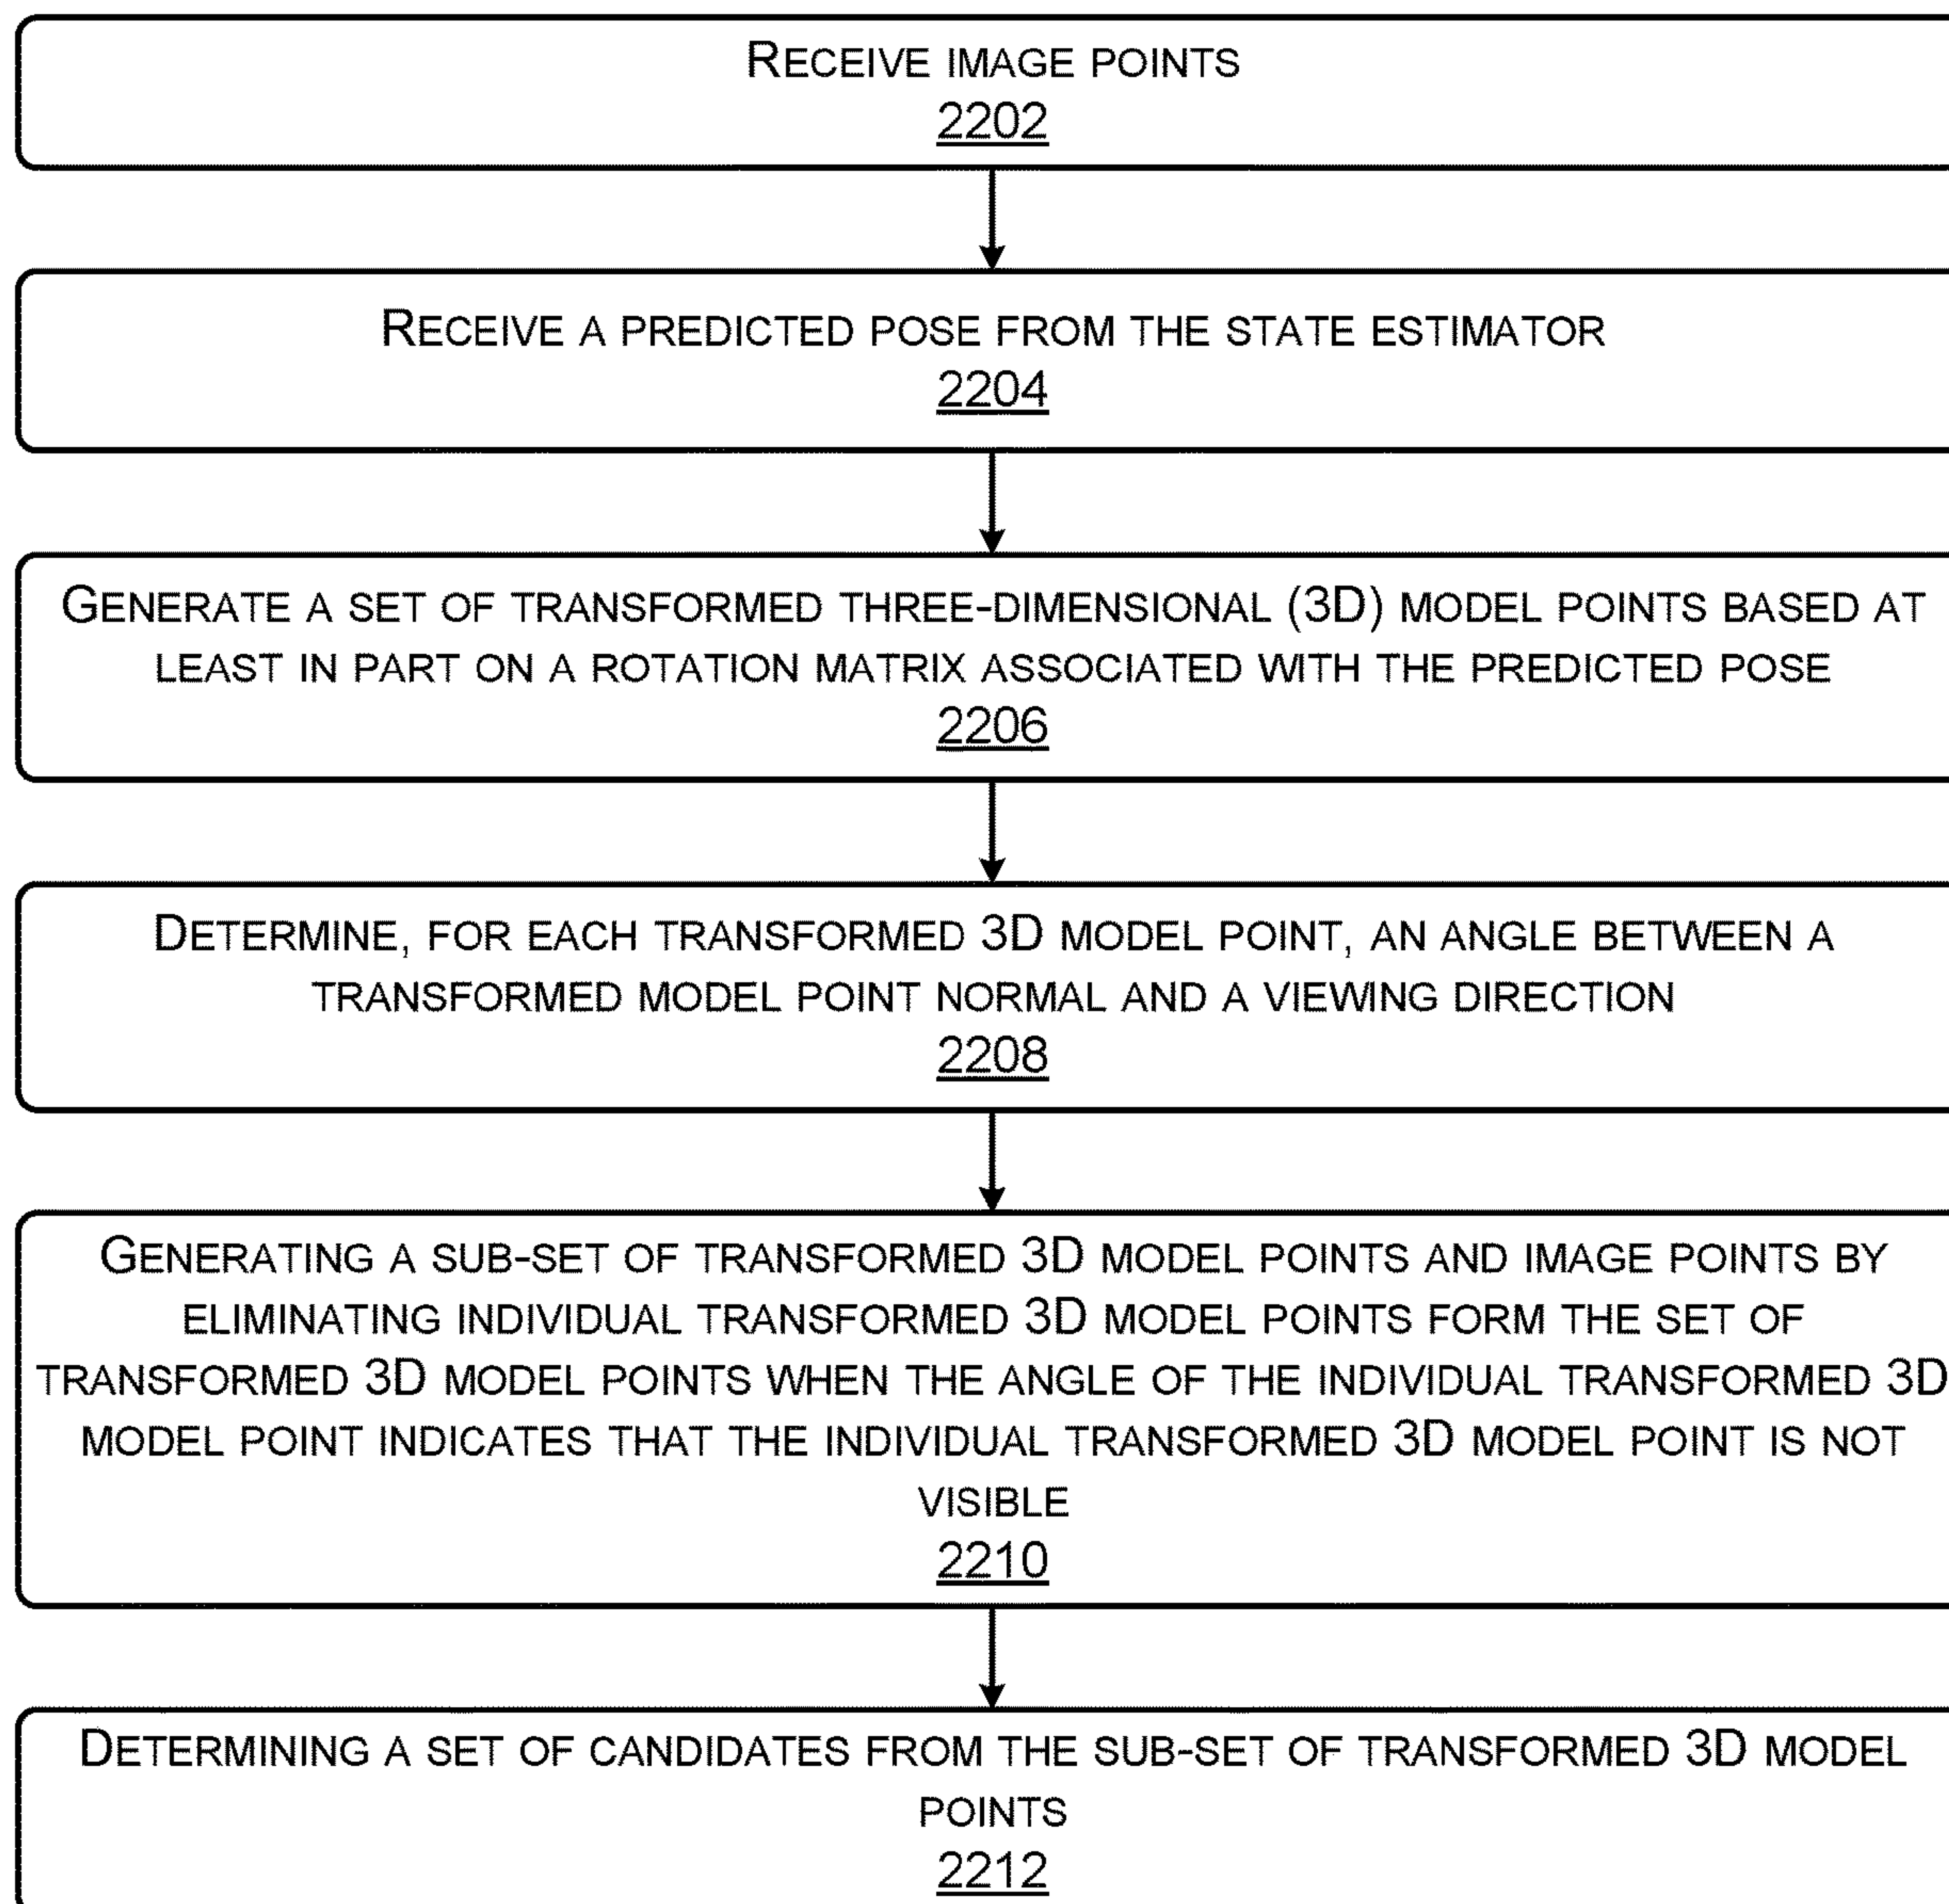 RECEIVE IMAGE POINTS
2202
RECEIVE A PREDICTED POSE FROM THE STATE ESTIMATOR
2204
GENERATE A SET OF TRANSFORMED THREE-DIMENSIONAL (3D) MODEL POINTS BASED AT
LEAST IN PART ON A ROTATION MATRIX ASSOCIATED WITH THE PREDICTED POSE
2206
DETERMINE, FOR EACH TRANSFORMED 3D MODEL POINT, AN ANGLE BETWEEN A
TRANSFORMED MODEL POINT NORMAL AND A VIEWING DIRECTION
2208
GENERATING A SUB-SET OF TRANSFORMED 3D MODEL POINTS AND IMAGE POINTS BY
ELIMINATING INDIVIDUAL TRANSFORMED 3D MODEL POINTS FORM THE SET OF
TRANSFORMED 3D MODEL POINTS WHEN THE ANGLE OF THE INDIVIDUAL TRANSFORMED 3D
MODEL POINT INDICATES THAT THE INDIVIDUAL TRANSFORMED 3D MODEL POINT IS NOT
VISIBLE
2210
DETERMINING A SET OF CANDIDATES FROM THE SUB-SET OF TRANSFORMED 3D MODEL
POINTS
2212